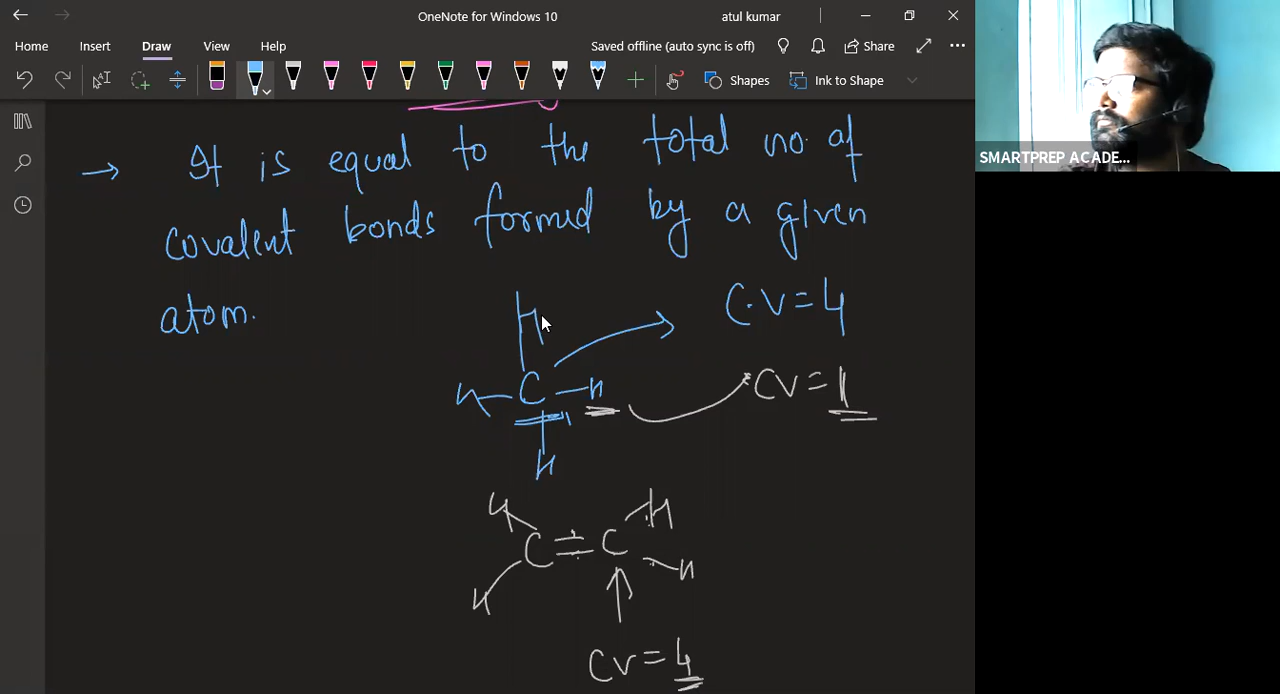 OneNote for Windows 10
atul kumar
Home Insert Draw View Help
Saved offline (auto sync is off)
Share
Shapes
Ink to Shape
SMARTPREP ACADE...
→ It is equal to the total no. of
covalent bonds formed by a given
atom.
C.V = 4
H
H C H
CV = 1
H
H H
C = C
H H
CV = 4